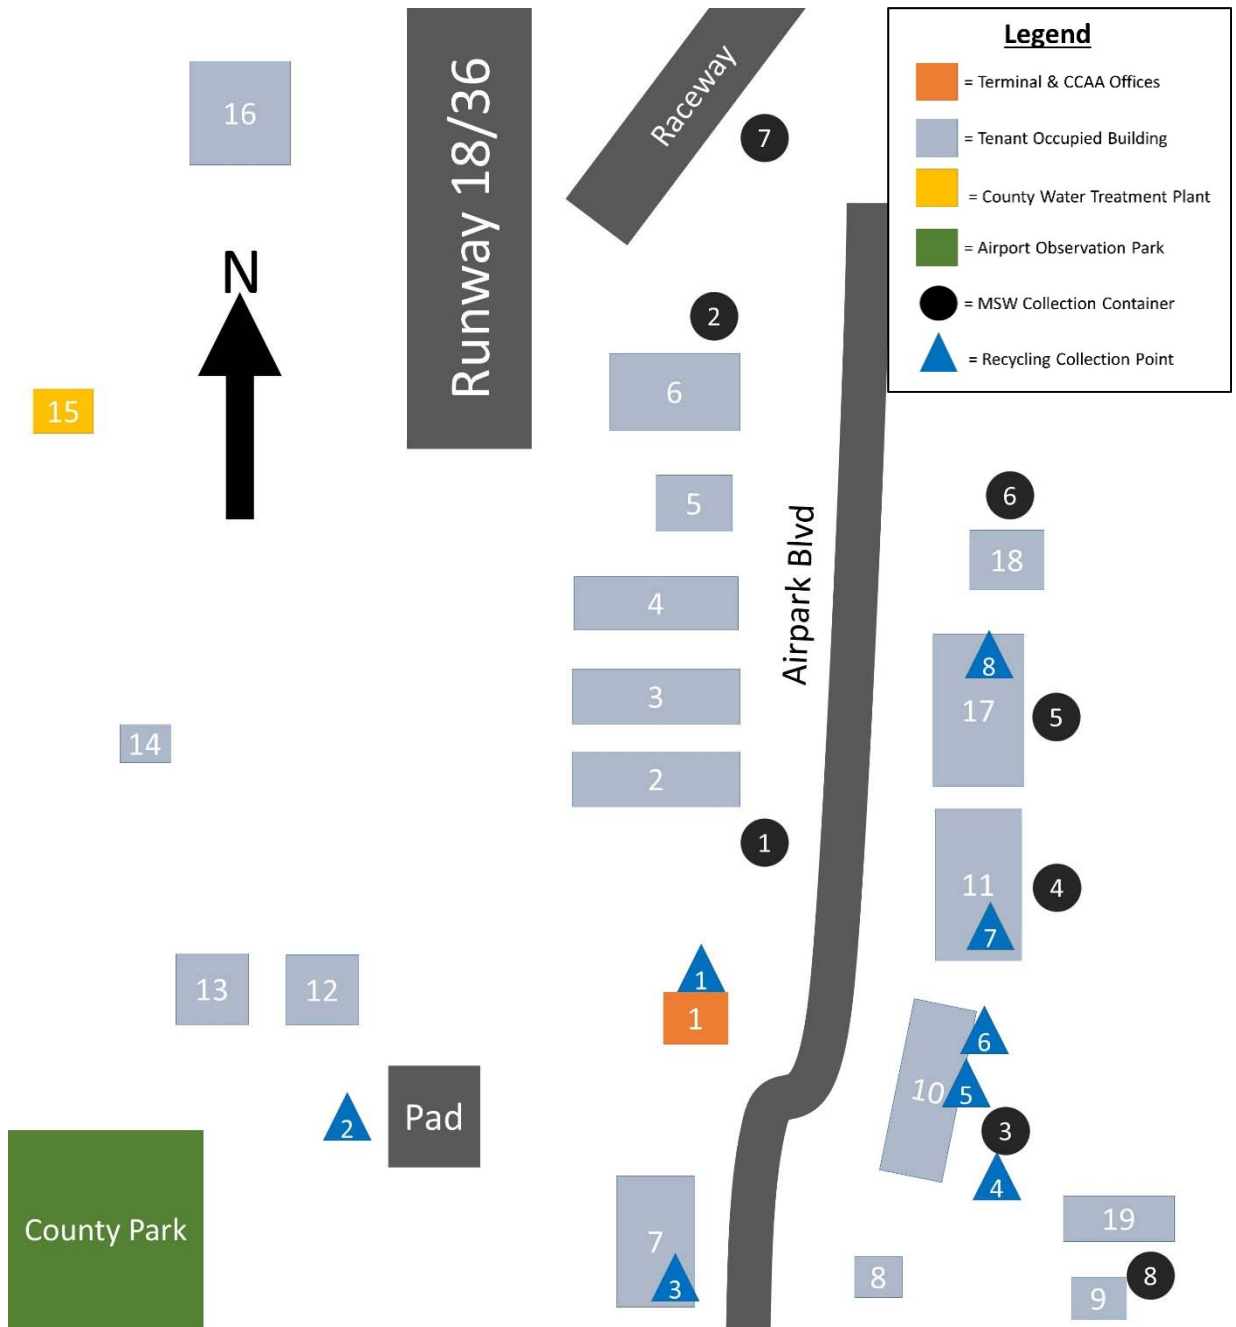 Legend
= Terminal & CCAA Offices
= Tenant Occupied Building
= County Water Treatment Plant
= Airport Observation Park
= MSW Collection Container
= Recycling Collection Point
16
Runway 18/36
Raceway
7
N
2
6
15
5
6
18
4
Airpark Blvd
8
3
17
5
14
2
1
11
4
7
13
12
1
1
6
10
5
2
Pad
3
4
County Park
7
3
19
8
8
9